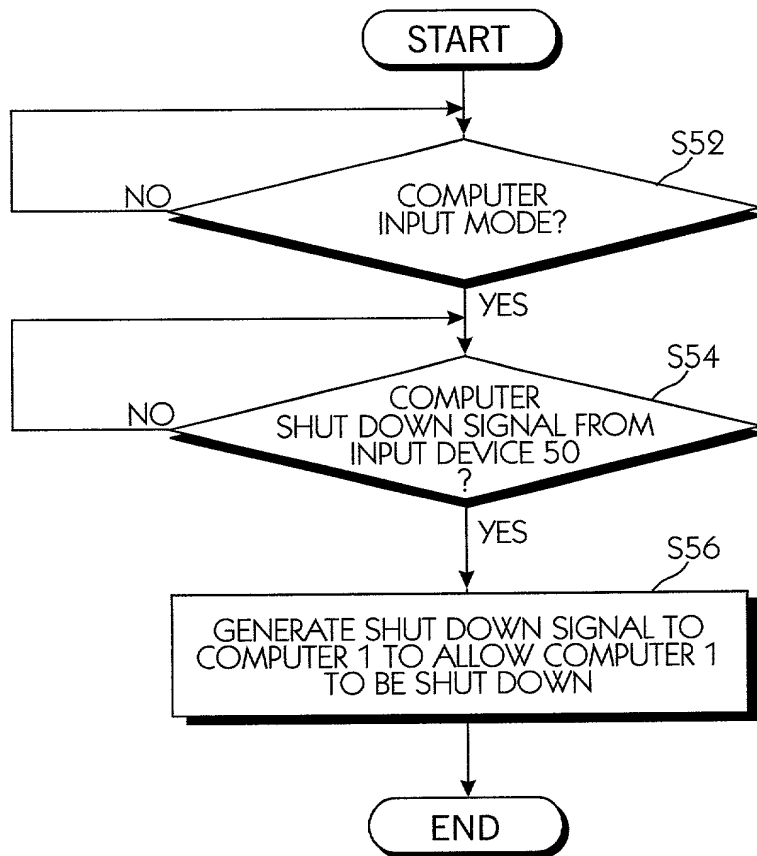 START
S52
COMPUTER
INPUT MODE?
NO
YES
S54
COMPUTER
SHUT DOWN SIGNAL FROM
INPUT DEVICE 50
?
NO
YES
S56
GENERATE SHUT DOWN SIGNAL TO
COMPUTER 1 TO ALLOW COMPUTER 1
TO BE SHUT DOWN
END